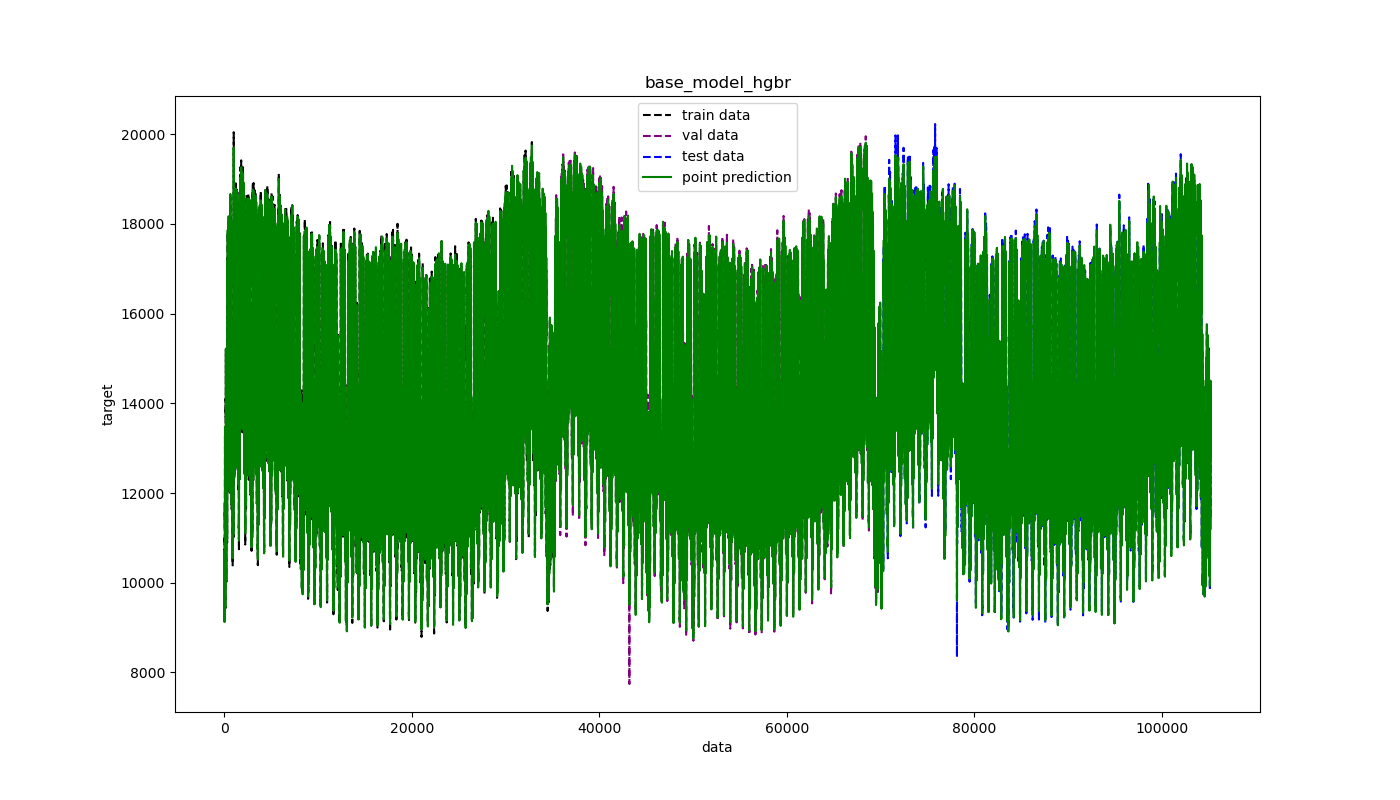 base_model_hgbr
train data
val data
test data
point prediction
20000
18000
16000
14000
12000
10000
8000
target
0 20000 40000 60000 80000 100000
data